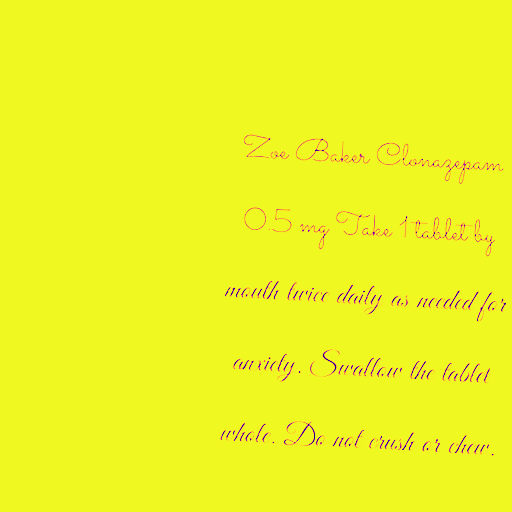 Zoe Baker Clonazepam
0.5 mg Take 1 tablet by
mouth twice daily as needed for
anxiety. Swallow the tablet
whole. Do not crush or chew.